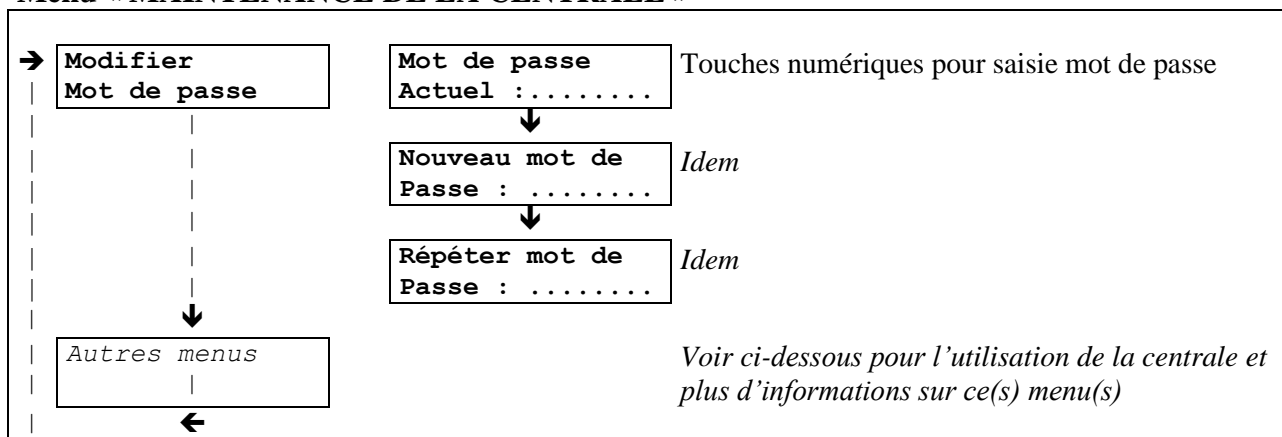 Menu « MAINTENANCE DE LA CENTRALE »
Modifier
Mot de passe
Mot de passe
Actuel :........
Touches numériques pour saisie mot de passe
Nouveau mot de
Passe : ........
Idem
Répéter mot de
Passe : ........
Idem
Autres menus
Voir ci-dessous pour l'utilisation de la centrale et
plus d'informations sur ce(s) menu(s)